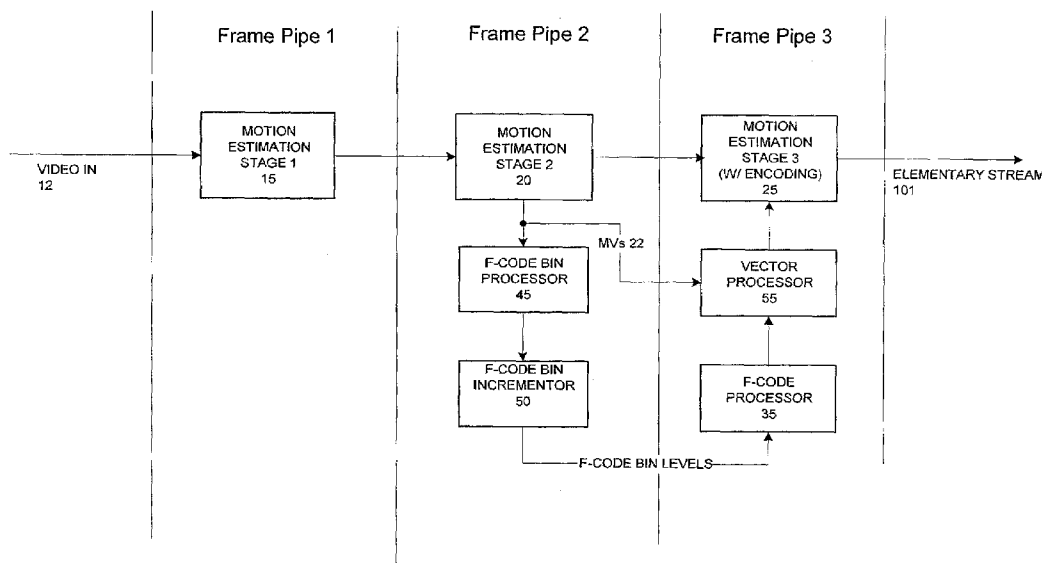 Frame Pipe 1
Frame Pipe 2
Frame Pipe 3
MOTION
ESTIMATION
STAGE 1
15
MOTION
ESTIMATION
STAGE 2
20
MOTION
ESTIMATION
STAGE 3
(W/ ENCODING)
25
VIDEO IN
12
ELEMENTARY STREAM
101
MVs 22
F-CODE BIN
PROCESSOR
45
VECTOR
PROCESSOR
55
F-CODE BIN
INCREMENTOR
50
F-CODE
PROCESSOR
35
F-CODE BIN LEVELS